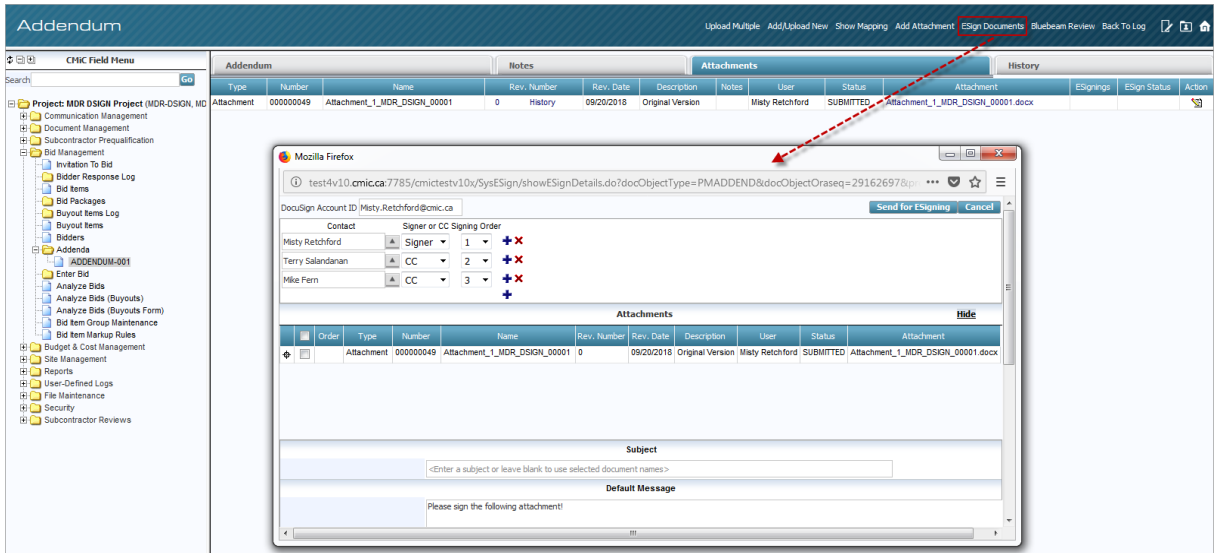 Addendum
Upload Multiple Add/Upload New Show Mapping Add Attachment ESign Documents Bluebeam Review Back To Log
CMiC Field Menu
Search Go
Project: MDR DSIGN Project (MDR-DSIGN, MD
Communication Management
Document Management
Subcontractor Prequalification
Bid Management
Invitation To Bid
Bidder Response Log
Bid Items
Bid Packages
Buyout Items Log
Buyout Items
Bidders
Addenda
ADDENDUM-001
Enter Bid
Analyze Bids
Analyze Bids (Buyouts)
Analyze Bids (Buyouts Form)
Bid Item Group Maintenance
Bid Item Markup Rules
Budget & Cost Management
Site Management
Reports
User-Defined Logs
File Maintenance
Security
Subcontractor Reviews
Addendum Notes Attachments History
Type Number Name Rev. Number Rev. Date Description Notes User Status Attachment ESignings ESign Status Action
Attachment 000000049 Attachment_1_MDR_DSIGN_00001 0 History 09/20/2018 Original Version Misty Retchford SUBMITTED Attachment_1_MDR_DSIGN_00001.docx
Mozilla Firefox
test4v10.cmic.ca:7785/cmictestv10x/SysESign/showESignDetails.do?docObjectType=PMADDEND&docObjectOraseq=29162697&
DocuSign Account ID Misty.Retchford@cmic.ca Send for ESigning Cancel
Contact Signer or CC Signing Order
Misty Retchford Signer 1
Terry Salandanan CC 2
Mike Fern CC 3
Attachments Hide
Order Type Number Name Rev. Number Rev. Date Description User Status Attachment
Attachment 000000049 Attachment_1_MDR_DSIGN_00001 0 09/20/2018 Original Version Misty Retchford SUBMITTED Attachment_1_MDR_DSIGN_00001.docx
Subject
<Enter a subject or leave blank to use selected document names>
Default Message
Please sign the following attachment!